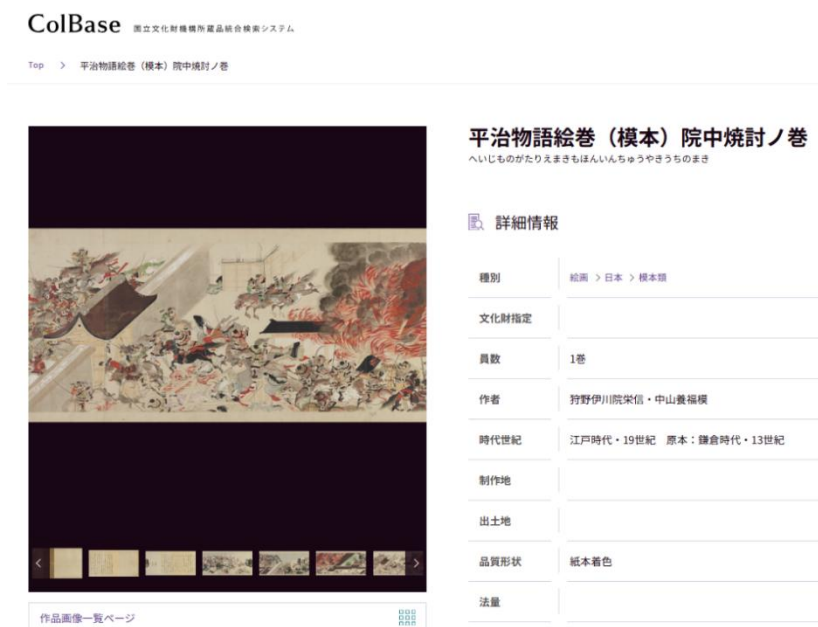 ColBase 国立文化財機構所蔵品統合検索システム
Top > 平治物語絵巻（模本）院中焼討ノ巻
平治物語絵巻（模本）院中焼討ノ巻
へいじものがたりえまきもほんいんちゅうやきうちのまき
詳細情報
種別 絵画 > 日本 > 模本類
文化財指定
員数 1巻
作者 狩野伊川院栄信・中山養福模
時代世紀 江戸時代・19世紀 原本：鎌倉時代・13世紀
制作地
出土地
品質形状 紙本着色
法量
作品画像一覧ページ